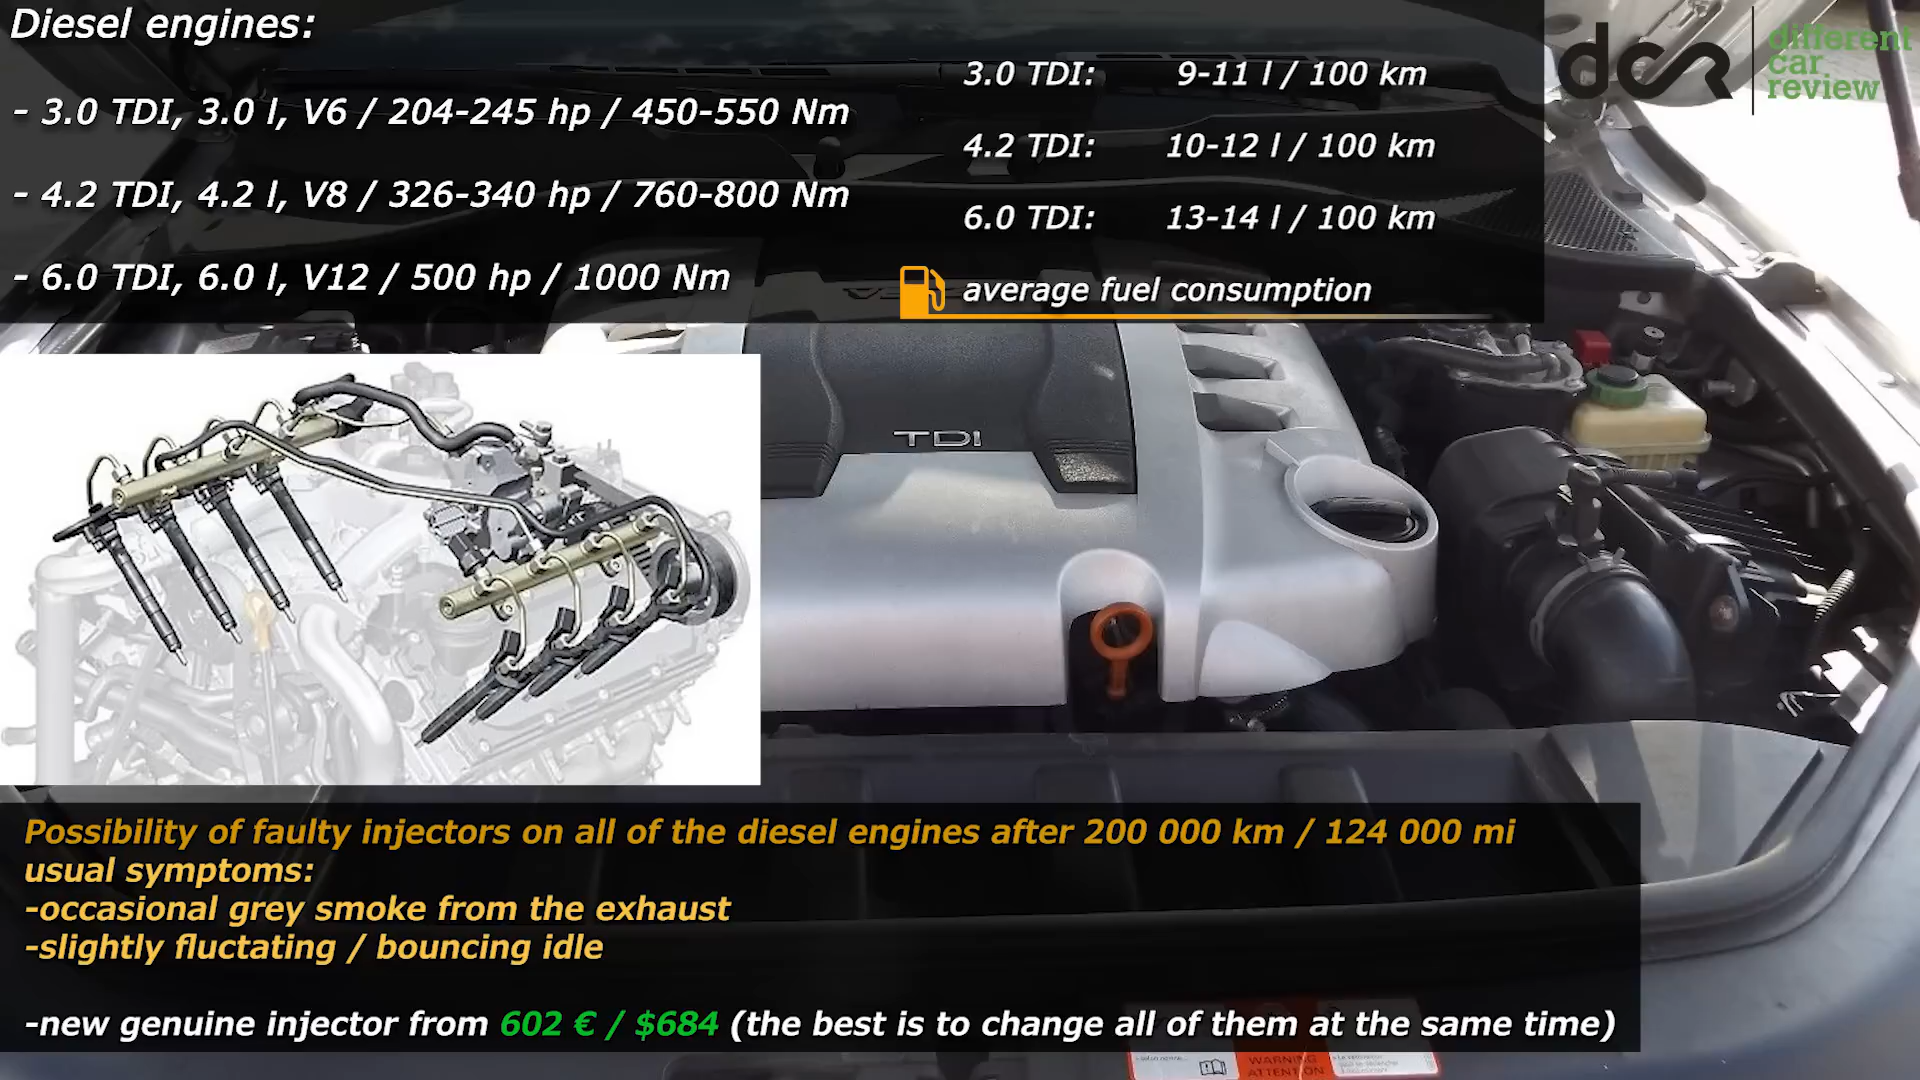 Diesel engines:
- 3.0 TDI, 3.0 l, V6 / 204-245 hp / 450-550 Nm
- 4.2 TDI, 4.2 l, V8 / 326-340 hp / 760-800 Nm
- 6.0 TDI, 6.0 l, V12 / 500 hp / 1000 Nm
3.0 TDI: 9-11 l / 100 km
4.2 TDI: 10-12 l / 100 km
6.0 TDI: 13-14 l / 100 km
average fuel consumption
dcr
different
car
review
TDI
Possibility of faulty injectors on all of the diesel engines after 200 000 km / 124 000 mi
usual symptoms:
-occasional grey smoke from the exhaust
-slightly fluctating / bouncing idle
-new genuine injector from 602 € / $684 (the best is to change all of them at the same time)
WARNING
ATTENTION